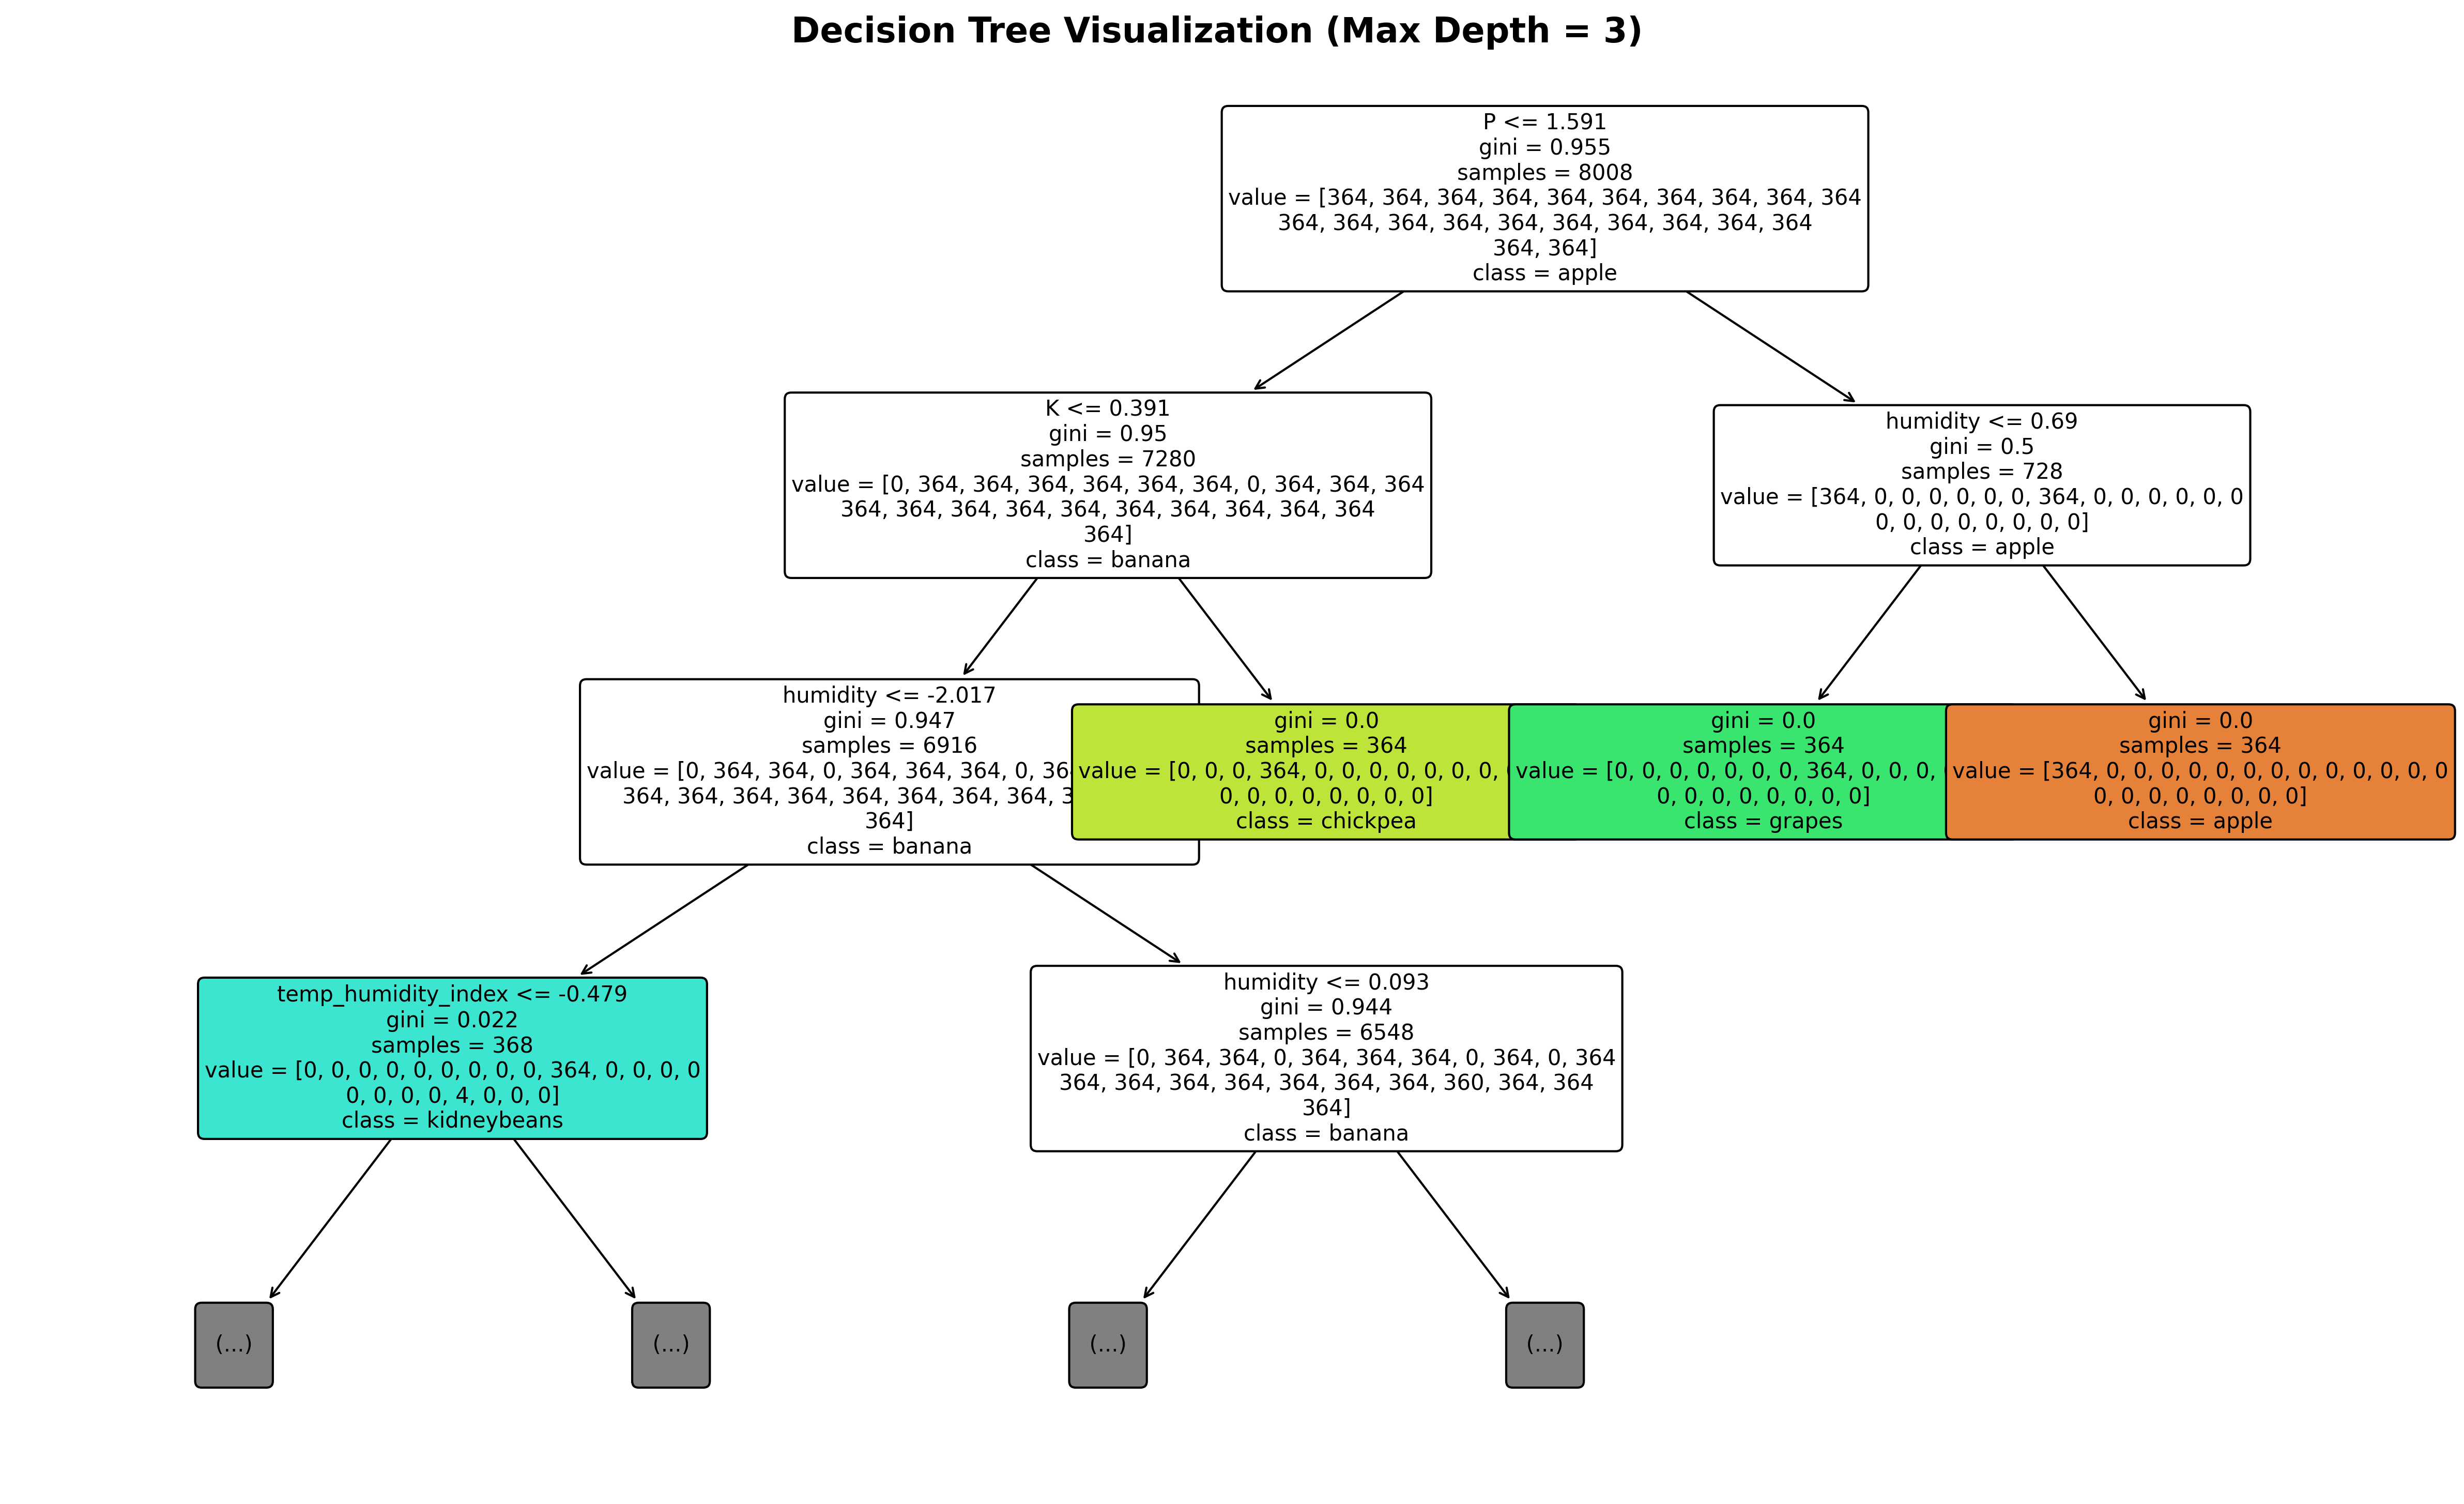 Decision Tree Visualization (Max Depth = 3)
P <= 1.591
gini = 0.955
samples = 8008
value = [364, 364, 364, 364, 364, 364, 364, 364, 364, 364
364, 364, 364, 364, 364, 364, 364, 364, 364, 364
364, 364]
class = apple
K <= 0.391
gini = 0.95
samples = 7280
value = [0, 364, 364, 364, 364, 364, 364, 0, 364, 364, 364
364, 364, 364, 364, 364, 364, 364, 364, 364, 364
364]
class = banana
humidity <= 0.69
gini = 0.5
samples = 728
value = [364, 0, 0, 0, 0, 0, 0, 364, 0, 0, 0, 0, 0, 0
0, 0, 0, 0, 0, 0, 0, 0]
class = apple
humidity <= -2.017
gini = 0.947
samples = 6916
value = [0, 364, 364, 0, 364, 364, 364, 0,
364, 364, 364, 364, 364, 364, 364, 364,
364]
class = banana
gini = 0.0
samples = 364
value = [0, 0, 0, 364, 0, 0, 0, 0, 0, 0, 0,
0, 0, 0, 0, 0, 0, 0, 0]
class = chickpea
gini = 0.0
samples = 364
value = [0, 0, 0, 0, 0, 0, 0, 364, 0, 0, 0,
0, 0, 0, 0, 0, 0, 0, 0]
class = grapes
gini = 0.0
samples = 364
value = [364, 0, 0, 0, 0, 0, 0, 0, 0, 0, 0, 0, 0, 0
0, 0, 0, 0, 0, 0, 0, 0]
class = apple
temp_humidity_index <= -0.479
gini = 0.022
samples = 368
value = [0, 0, 0, 0, 0, 0, 0, 0, 0, 364, 0, 0, 0, 0
0, 0, 0, 0, 4, 0, 0, 0]
class = kidneybeans
humidity <= 0.093
gini = 0.944
samples = 6548
value = [0, 364, 364, 0, 364, 364, 364, 0, 364, 0, 364
364, 364, 364, 364, 364, 364, 364, 360, 364, 364
364]
class = banana
(...)
(...)
(...)
(...)